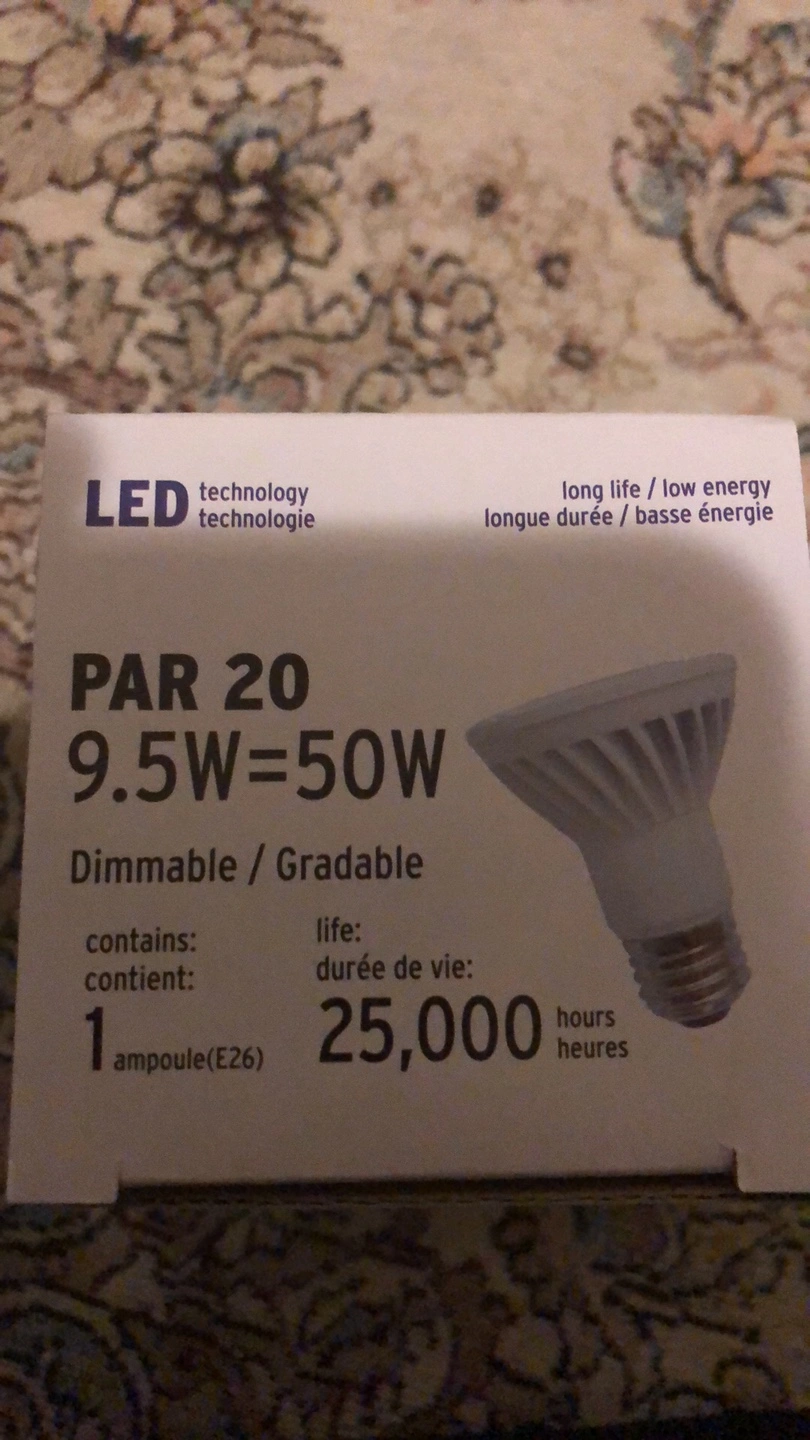 LED technology
technologie
long life / low energy
longue durée / basse énergie
PAR 20
9.5W=50W
Dimmable / Gradable
contains:
contient:
1 ampoule(E26)
life:
durée de vie:
25,000 hours
heures